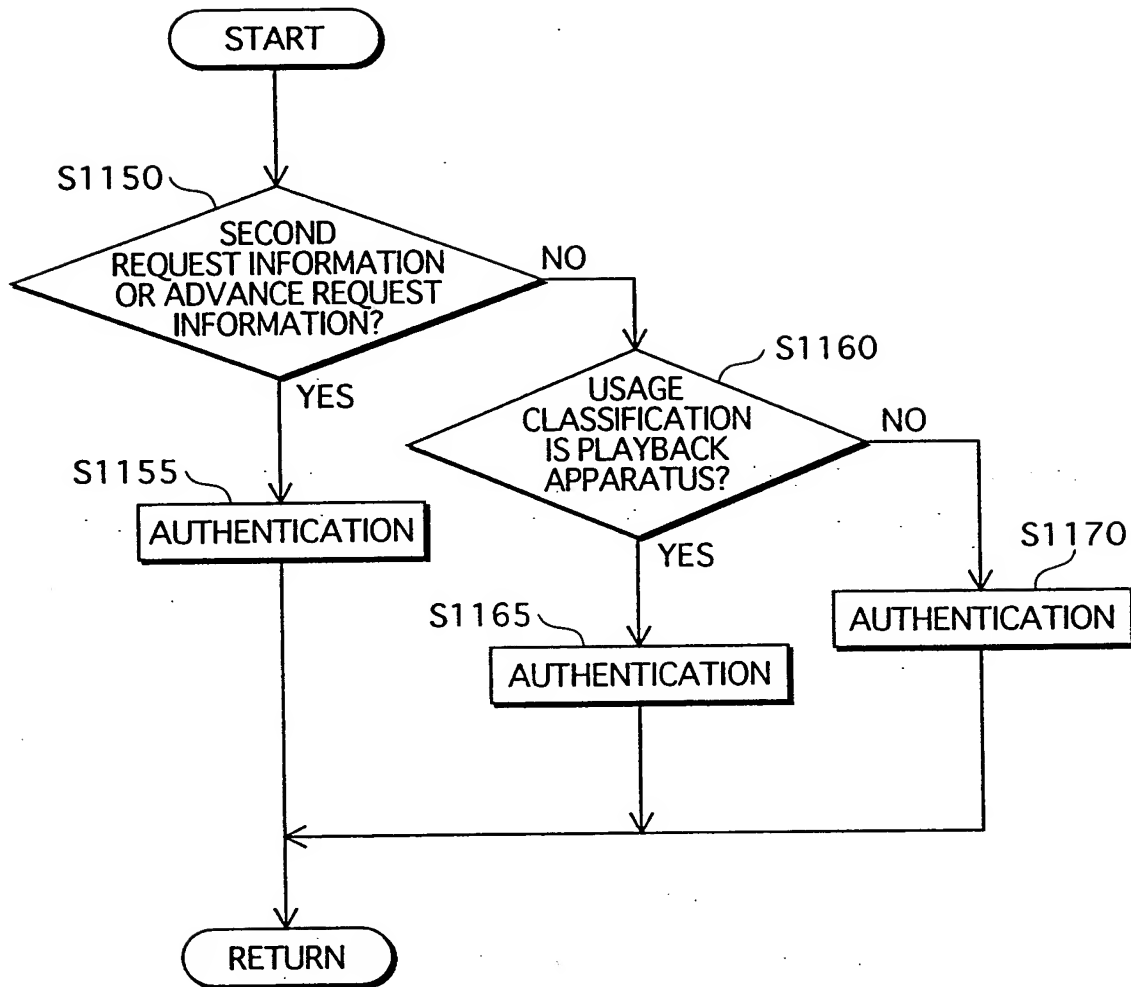 START
S1150
SECOND
REQUEST INFORMATION
OR ADVANCE REQUEST
INFORMATION?
NO
YES
S1160
USAGE
CLASSIFICATION
IS PLAYBACK
APPARATUS?
NO
YES
S1155
AUTHENTICATION
S1170
AUTHENTICATION
S1165
AUTHENTICATION
RETURN